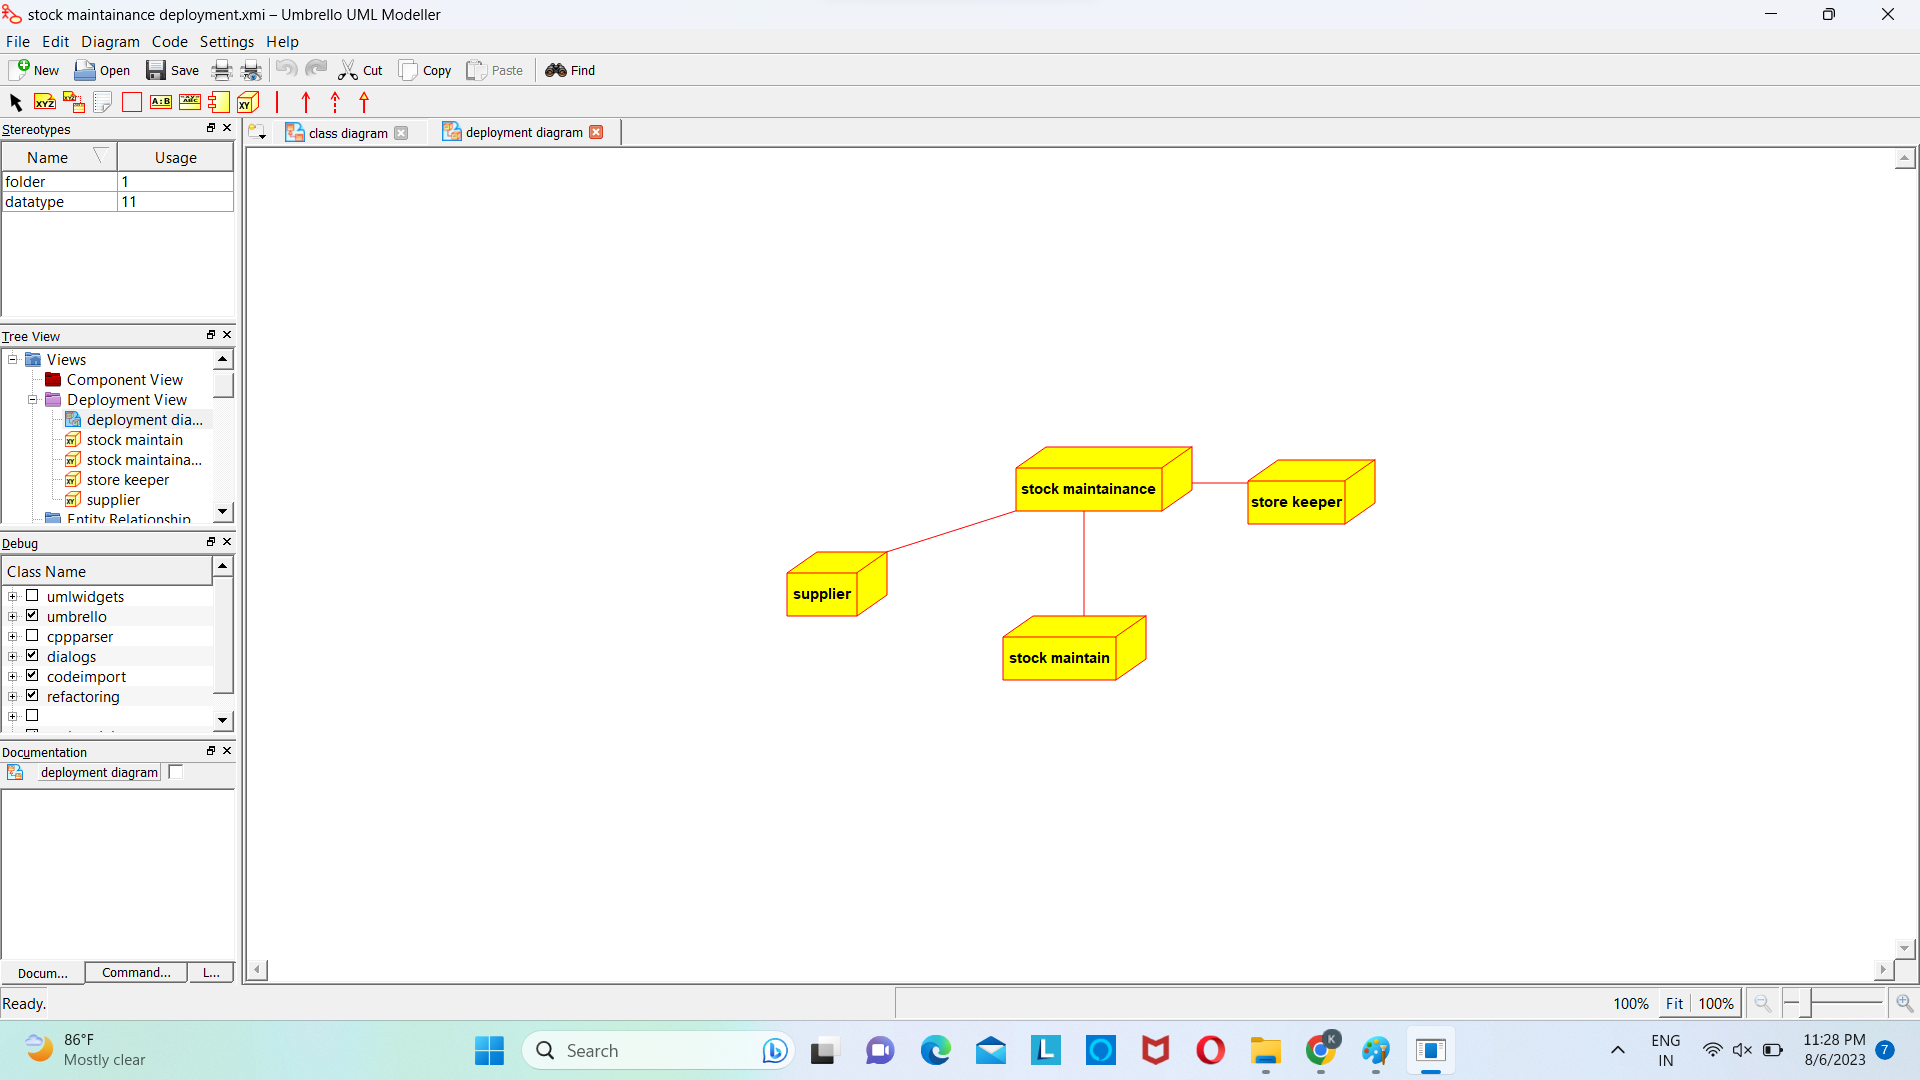 stock maintainance deployment.xmi – Umbrello UML Modeller
File Edit Diagram Code Settings Help
New Open Save Cut Copy Paste Find
XYZ XYZ A:B ABC XY
Stereotypes
class diagram deployment diagram
Name Usage
folder 1
datatype 11
Tree View
Views
Component View
Deployment View
deployment dia...
stock maintain
stock maintaina...
store keeper
supplier
Entity Relationship
stock maintainance
store keeper
supplier
stock maintain
Debug
Class Name
umlwidgets
umbrello
cppparser
dialogs
codeimport
refactoring
Documentation
deployment diagram
Docum... Command... L...
Ready. 100% Fit 100%
86°F
Mostly clear
Search
L
K
ENG
IN
11:28 PM
8/6/2023
7